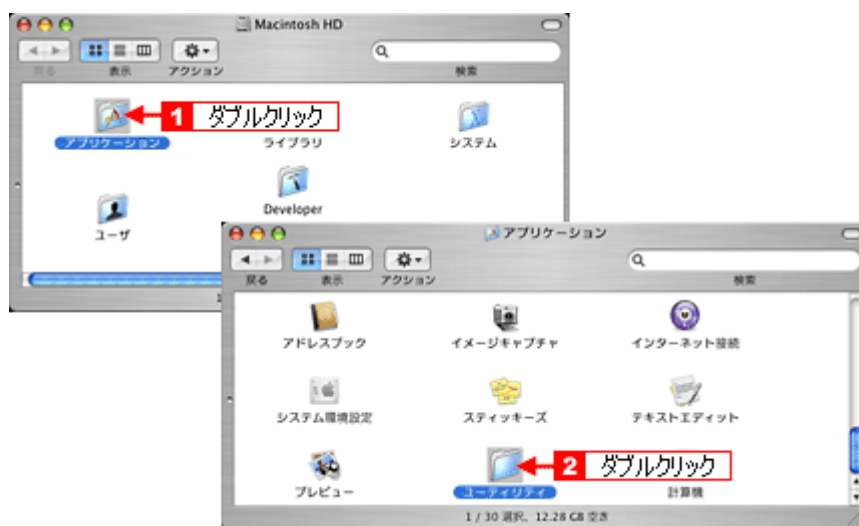 Macintosh HD
戻る 表示 アクション 検索
1 ダブルクリック
アプリケーション ライブラリ システム
ユーザ Developer
1
アプリケーション
戻る 表示 アクション 検索
アドレスブック イメージキャプチャ インターネット接続
システム環境設定 スティッキーズ テキストエディット
2 ダブルクリック
プレビュー ユーティリティ 計算機
1 / 30 選択、12.28 GB 空き